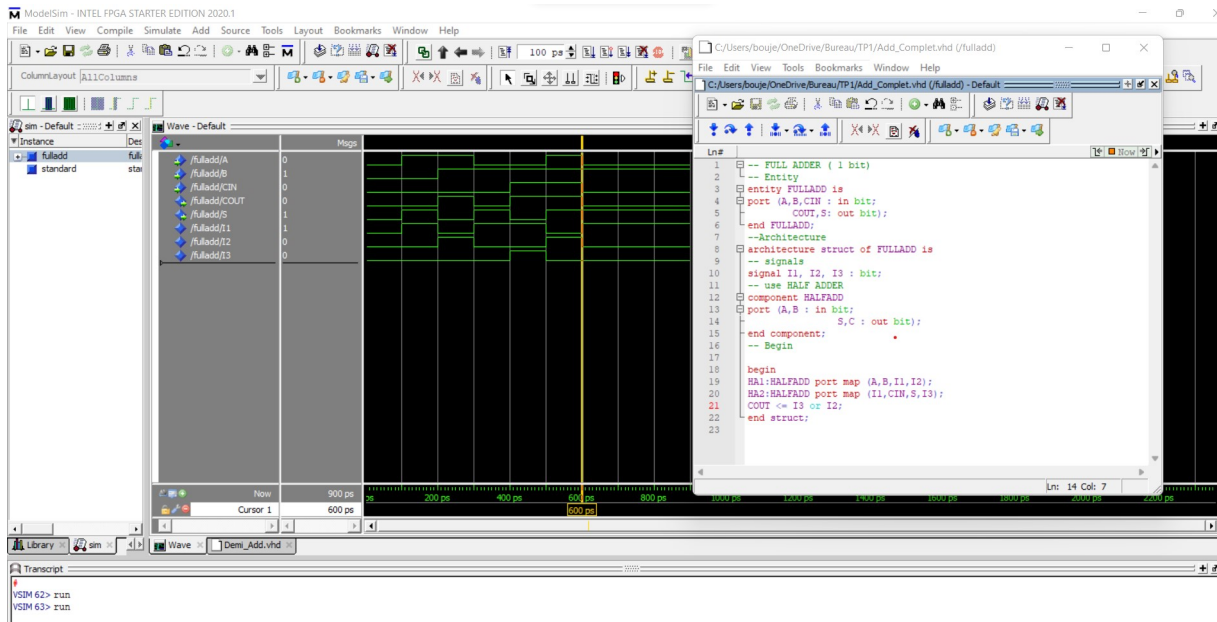 ModelSim - INTEL FPGA STARTER EDITION 2020.1
File Edit View Compile Simulate Add Source Tools Layout Bookmarks Window Help
100 ps
ColumnLayout AllColumns
sim - Default
Instance
Des
fulladd
fulla
standard
star
Wave - Default
Msgs
/fulladd/A 0
/fulladd/B 1
/fulladd/CIN 0
/fulladd/COUT 0
/fulladd/S 1
/fulladd/I1 1
/fulladd/I2 0
/fulladd/I3 0
Now 900 ps
Cursor 1 600 ps
ps 200 ps 400 ps 600 ps 800 ps 1000 ps 1200 ps 1400 ps 1600 ps 1800 ps 2000 ps 2200 ps
600 ps
Library sim Wave Demi_Add.vhd
Transcript
#
VSIM 62> run
VSIM 63> run
C:/Users/bouje/OneDrive/Bureau/TP1/Add_Complet.vhd (/fulladd)
File Edit View Tools Bookmarks Window Help
C:/Users/bouje/OneDrive/Bureau/TP1/Add_Complet.vhd (/fulladd) - Default
Ln#
Now
1 -- FULL ADDER ( 1 bit)
2 -- Entity
3 entity FULLADD is
4 port (A,B,CIN : in bit;
5 COUT,S: out bit);
6 end FULLADD;
7 --Architecture
8 architecture struct of FULLADD is
9 -- signals
10 signal I1, I2, I3 : bit;
11 -- use HALF ADDER
12 component HALFADD
13 port (A,B : in bit;
14 S,C : out bit);
15 end component;
16 -- Begin
17
18 begin
19 HA1:HALFADD port map (A,B,I1,I2);
20 HA2:HALFADD port map (I1,CIN,S,I3);
21 COUT <= I3 or I2;
22 end struct;
23
Ln: 14 Col: 7